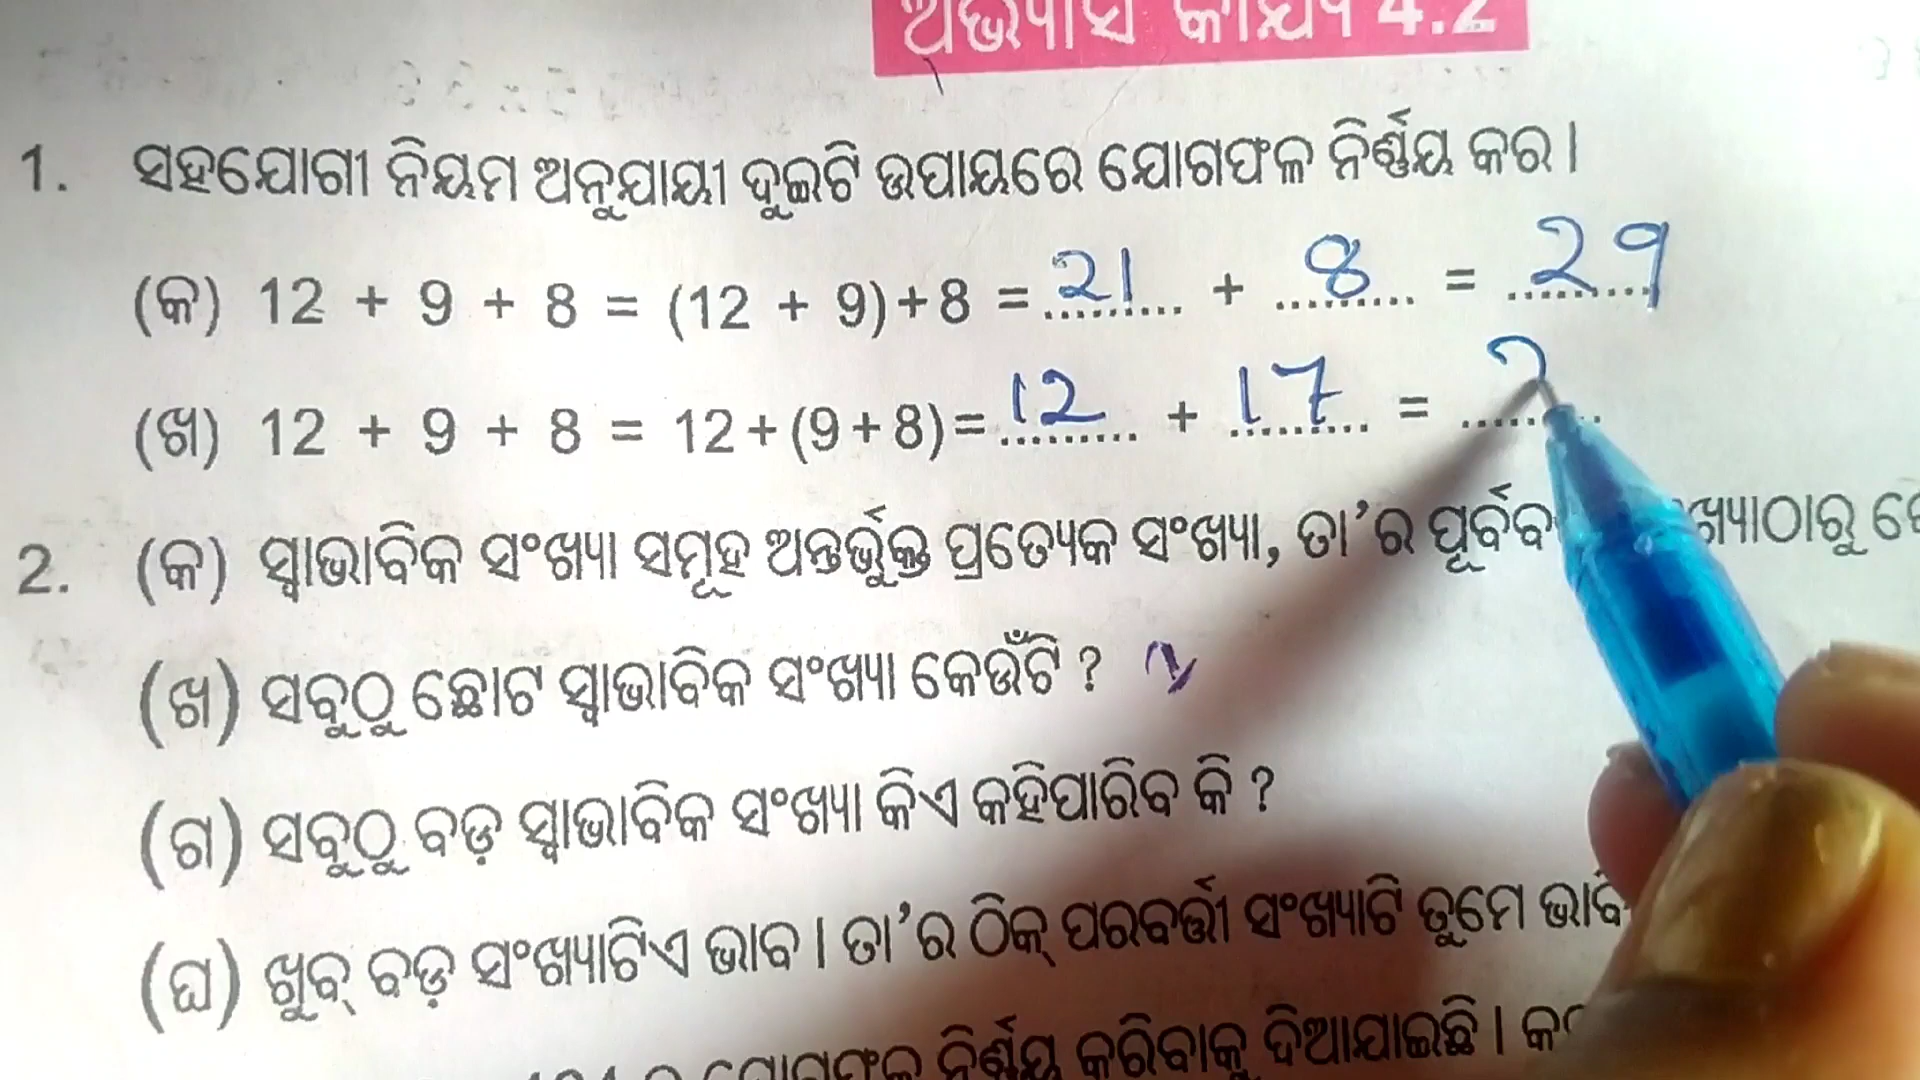 ଅଭ୍ୟାସ କାର୍ଯ୍ୟ 4.2
1. ସହଯୋଗୀ ନିୟମ ଅନୁଯାୟୀ ଦୁଇଟି ଉପାୟରେ ଯୋଗଫଳ ନିର୍ଣ୍ଣୟ କର।
(କ) 12 + 9 + 8 = (12 + 9)+8 = 21 + 8 = 29
(ଖ) 12 + 9 + 8 = 12+(9+8)= 12 + 17 =
2. (କ) ସ୍ୱାଭାବିକ ସଂଖ୍ୟା ସମୂହ ଅନ୍ତର୍ଭୁକ୍ତ ପ୍ରତ୍ୟେକ ସଂଖ୍ୟା, ତା'ର
(ଖ) ସବୁଠୁ ଛୋଟ ସ୍ୱାଭାବିକ ସଂଖ୍ୟା କେଉଁଟି ?
(ଗ) ସବୁଠୁ ବଡ଼ ସ୍ୱାଭାବିକ ସଂଖ୍ୟା କିଏ କହିପାରିବ କି ?
(ଘ) ଖୁବ୍ ବଡ଼ ସଂଖ୍ୟାଟିଏ ଭାବ। ତା'ର ଠିକ୍ ପରବର୍ତ୍ତୀ ସଂଖ୍ୟାଟି ତୁମେ
ଯୋଗଫଳ ନିର୍ଣ୍ଣୟ କରିବାକୁ ଦିଆଯାଇଛି।